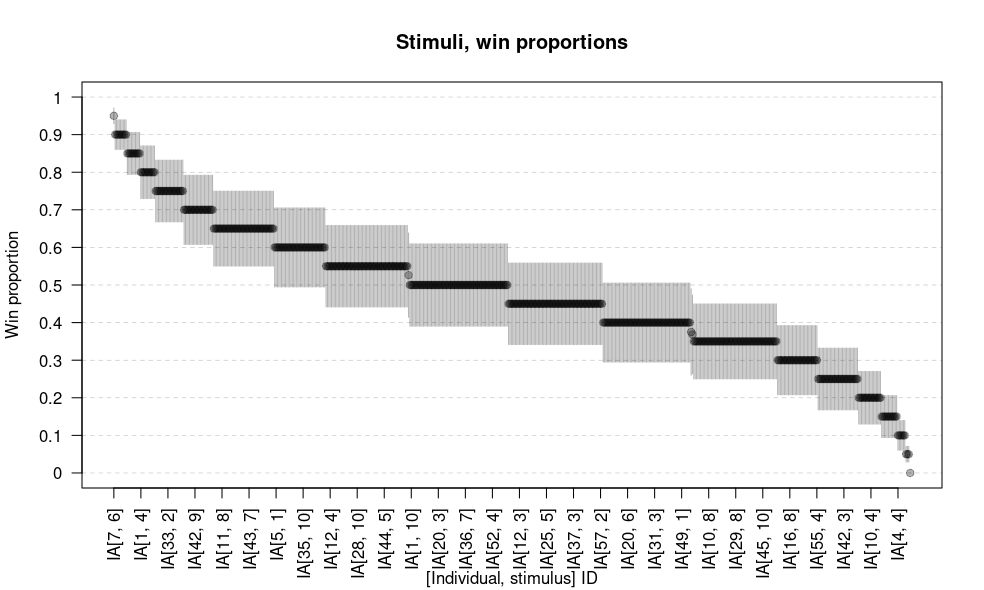 Stimuli, win proportions
1
0.9
0.8
0.7
0.6
0.5
0.4
0.3
0.2
0.1
0
Win proportion
IA[7, 6]
IA[1, 4]
IA[33, 2]
IA[42, 9]
IA[11, 8]
IA[43, 7]
IA[5, 1]
IA[35, 10]
IA[12, 4]
IA[28, 10]
IA[44, 5]
IA[1, 10]
IA[20, 3]
IA[36, 7]
IA[52, 4]
IA[12, 3]
IA[25, 5]
IA[37, 3]
IA[57, 2]
IA[20, 6]
IA[31, 3]
IA[49, 1]
IA[10, 8]
IA[29, 8]
IA[45, 10]
IA[16, 8]
IA[55, 4]
IA[42, 3]
IA[10, 4]
IA[4, 4]
[Individual, stimulus] ID